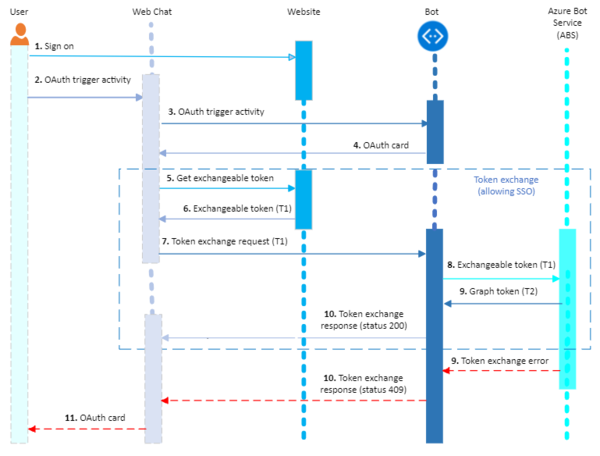 User
Web Chat
Website
Bot
Azure Bot
Service
(ABS)
1. Sign on
2. OAuth trigger activity
3. OAuth trigger activity
4. OAuth card
Token exchange
(allowing SSO)
5. Get exchangeable token
6. Exchangeable token (T1)
7. Token exchange request (T1)
8. Exchangeable token (T1)
9. Graph token (T2)
10. Token exchange
response (status 200)
9. Token exchange error
10. Token exchange
response (status 409)
11. OAuth card